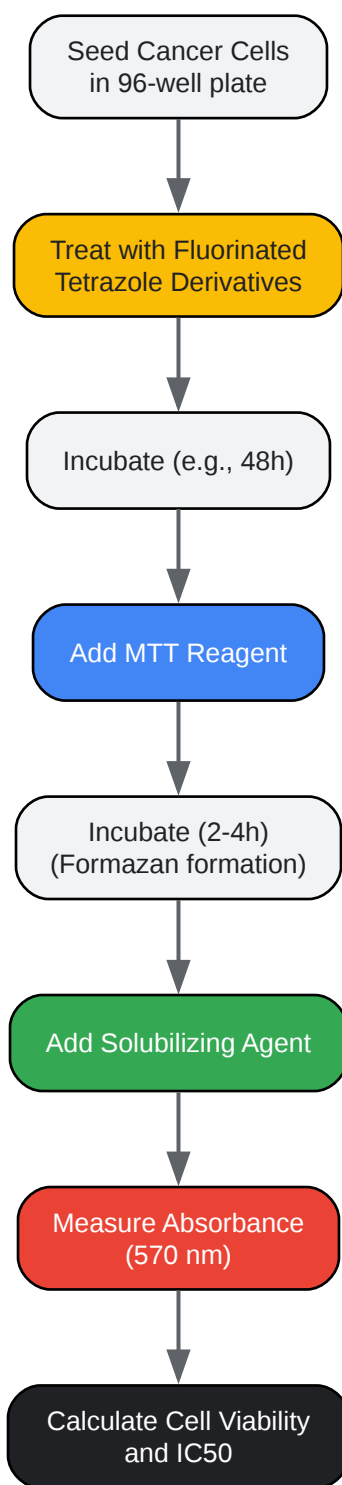 Seed Cancer Cells
in 96-well plate
Treat with Fluorinated
Tetrazole Derivatives
Incubate (e.g., 48h)
Add MTT Reagent
Incubate (2-4h)
(Formazan formation)
Add Solubilizing Agent
Measure Absorbance
(570 nm)
Calculate Cell Viability
and IC50